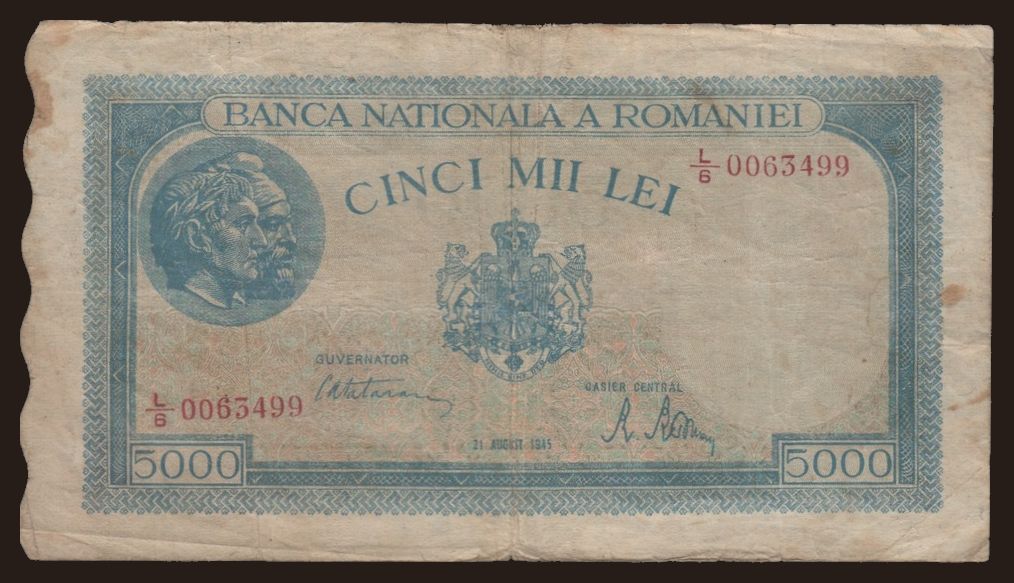 BANCA NATIONALA A ROMANIEI
CINCI MII LEI
L/6 0063499
GUVERNATOR
CASIER CENTRAL
L/6 0063499
21 AUGUST 1945
5000
5000